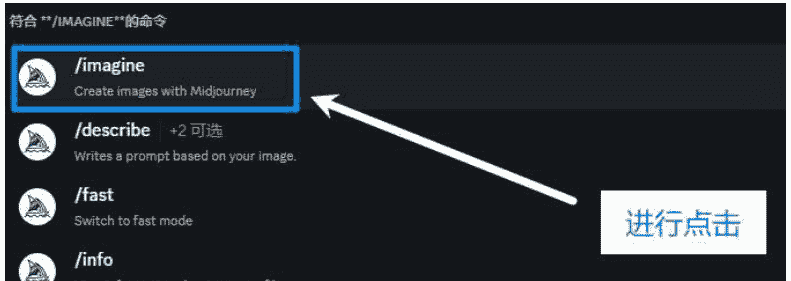 符合 **/IMAGINE**的命令
/imagine
Create images with Midjourney
/describe +2 可选
Writes a prompt based on your image.
/fast
Switch to fast mode
进行点击
/info